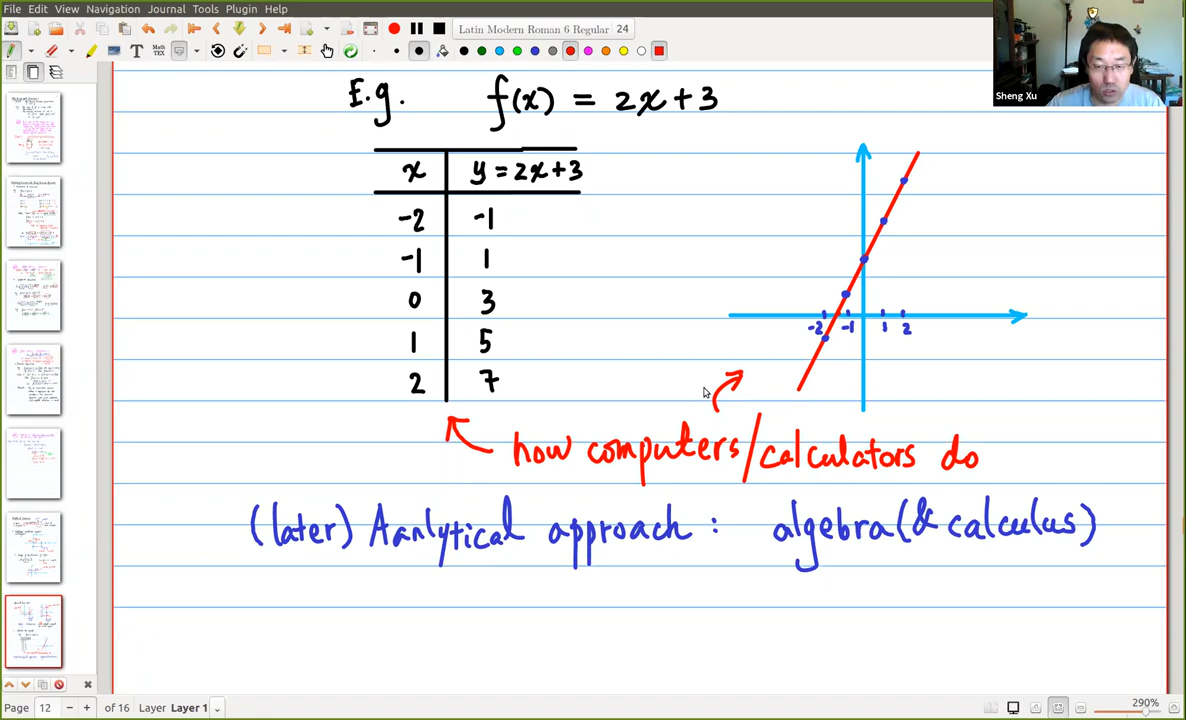 File Edit View Navigation Journal Tools Plugin Help
Latin Modern Roman 6 Regular 24
Sheng Xu
E.g. f(x) = 2x+3
x y = 2x+3
-2 -1
-1 1
0 3
1 5
2 7
-2 -1 1 2
how computers/calculators do
(later) Aanlytical approach : algebra (& calculus)
Page 12 of 16 Layer Layer 1 290%